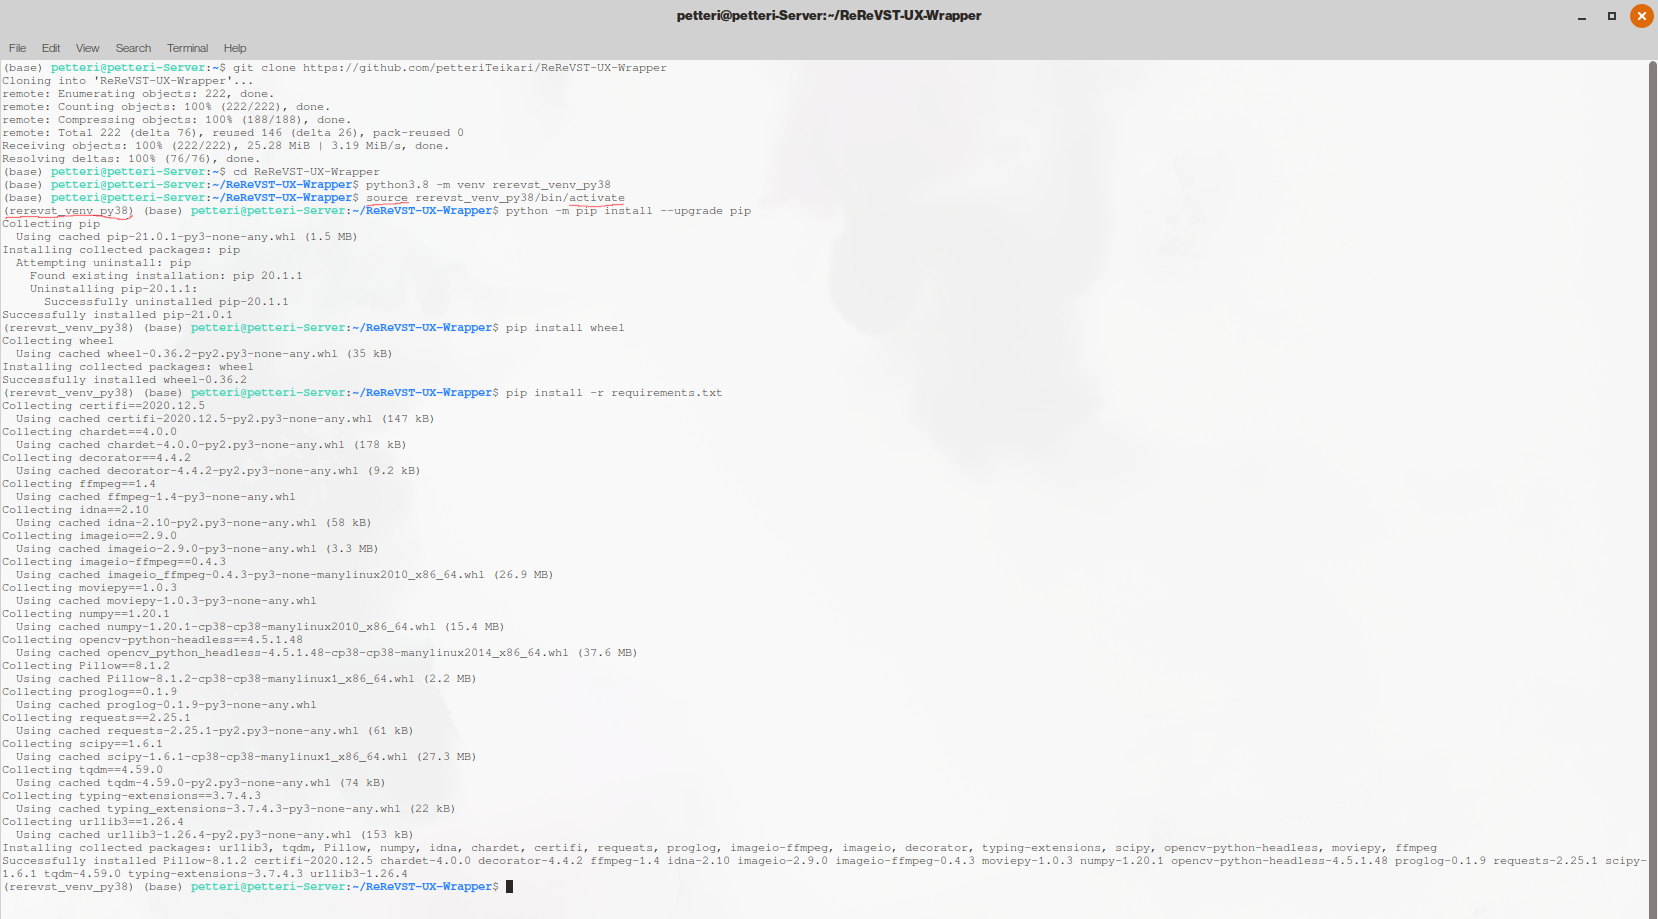 petteri@petteri-Server:~/ReReVST-UX-Wrapper
File Edit View Search Terminal Help
(base) petteri@petteri-Server:~$ git clone https://github.com/petteriTeikari/ReReVST-UX-Wrapper
Cloning into 'ReReVST-UX-Wrapper'...
remote: Enumerating objects: 222, done.
remote: Counting objects: 100% (222/222), done.
remote: Compressing objects: 100% (188/188), done.
remote: Total 222 (delta 76), reused 146 (delta 26), pack-reused 0
Receiving objects: 100% (222/222), 25.28 MiB | 3.19 MiB/s, done.
Resolving deltas: 100% (76/76), done.
(base) petteri@petteri-Server:~$ cd ReReVST-UX-Wrapper
(base) petteri@petteri-Server:~/ReReVST-UX-Wrapper$ python3.8 -m venv rerevst_venv_py38
(base) petteri@petteri-Server:~/ReReVST-UX-Wrapper$ source rerevst_venv_py38/bin/activate
(rerevst_venv_py38) (base) petteri@petteri-Server:~/ReReVST-UX-Wrapper$ python -m pip install --upgrade pip
Collecting pip
  Using cached pip-21.0.1-py3-none-any.whl (1.5 MB)
Installing collected packages: pip
  Attempting uninstall: pip
    Found existing installation: pip 20.1.1
    Uninstalling pip-20.1.1:
      Successfully uninstalled pip-20.1.1
Successfully installed pip-21.0.1
(rerevst_venv_py38) (base) petteri@petteri-Server:~/ReReVST-UX-Wrapper$ pip install wheel
Collecting wheel
  Using cached wheel-0.36.2-py2.py3-none-any.whl (35 kB)
Installing collected packages: wheel
Successfully installed wheel-0.36.2
(rerevst_venv_py38) (base) petteri@petteri-Server:~/ReReVST-UX-Wrapper$ pip install -r requirements.txt
Collecting certifi==2020.12.5
  Using cached certifi-2020.12.5-py2.py3-none-any.whl (147 kB)
Collecting chardet==4.0.0
  Using cached chardet-4.0.0-py2.py3-none-any.whl (178 kB)
Collecting decorator==4.4.2
  Using cached decorator-4.4.2-py2.py3-none-any.whl (9.2 kB)
Collecting ffmpeg==1.4
  Using cached ffmpeg-1.4-py3-none-any.whl
Collecting idna==2.10
  Using cached idna-2.10-py2.py3-none-any.whl (58 kB)
Collecting imageio==2.9.0
  Using cached imageio-2.9.0-py3-none-any.whl (3.3 MB)
Collecting imageio-ffmpeg==0.4.3
  Using cached imageio_ffmpeg-0.4.3-py3-none-manylinux2010_x86_64.whl (26.9 MB)
Collecting moviepy==1.0.3
  Using cached moviepy-1.0.3-py3-none-any.whl
Collecting numpy==1.20.1
  Using cached numpy-1.20.1-cp38-cp38-manylinux2010_x86_64.whl (15.4 MB)
Collecting opencv-python-headless==4.5.1.48
  Using cached opencv_python_headless-4.5.1.48-cp38-cp38-manylinux2014_x86_64.whl (37.6 MB)
Collecting Pillow==8.1.2
  Using cached Pillow-8.1.2-cp38-cp38-manylinux1_x86_64.whl (2.2 MB)
Collecting proglog==0.1.9
  Using cached proglog-0.1.9-py3-none-any.whl
Collecting requests==2.25.1
  Using cached requests-2.25.1-py2.py3-none-any.whl (61 kB)
Collecting scipy==1.6.1
  Using cached scipy-1.6.1-cp38-cp38-manylinux1_x86_64.whl (27.3 MB)
Collecting tqdm==4.59.0
  Using cached tqdm-4.59.0-py2.py3-none-any.whl (74 kB)
Collecting typing-extensions==3.7.4.3
  Using cached typing_extensions-3.7.4.3-py3-none-any.whl (22 kB)
Collecting urllib3==1.26.4
  Using cached urllib3-1.26.4-py2.py3-none-any.whl (153 kB)
Installing collected packages: urllib3, tqdm, Pillow, numpy, idna, chardet, certifi, requests, proglog, imageio-ffmpeg, imageio, decorator, typing-extensions, scipy, opencv-python-headless, moviepy, ffmpeg
Successfully installed Pillow-8.1.2 certifi-2020.12.5 chardet-4.0.0 decorator-4.4.2 ffmpeg-1.4 idna-2.10 imageio-2.9.0 imageio-ffmpeg-0.4.3 moviepy-1.0.3 numpy-1.20.1 opencv-python-headless-4.5.1.48 proglog-0.1.9 requests-2.25.1 scipy-
1.6.1 tqdm-4.59.0 typing-extensions-3.7.4.3 urllib3-1.26.4
(rerevst_venv_py38) (base) petteri@petteri-Server:~/ReReVST-UX-Wrapper$